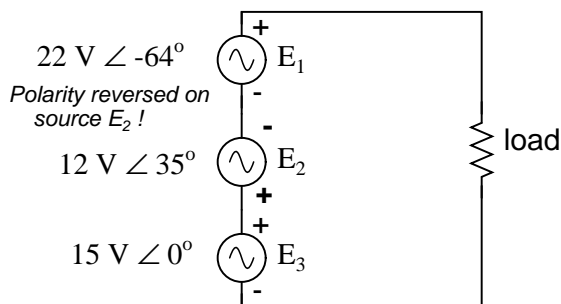 +
22 V ∠ -64° E₁
Polarity reversed on
source E₂ !
-
-
12 V ∠ 35° E₂
load
+
+
15 V ∠ 0° E₃
-